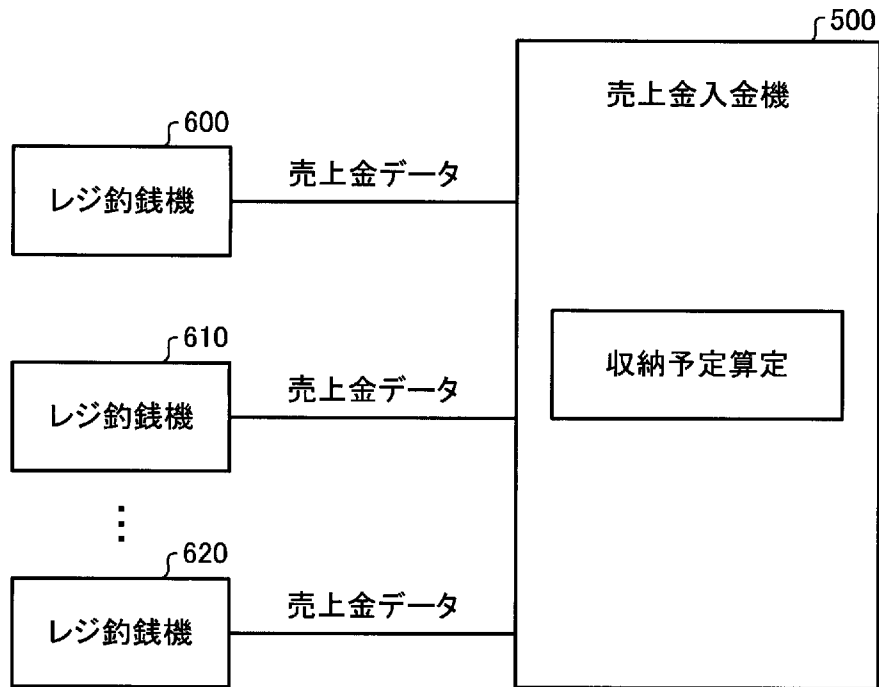 500
売上金入金機
600
レジ釣銭機
売上金データ
610
レジ釣銭機
売上金データ
収納予定算定
⋮
620
レジ釣銭機
売上金データ